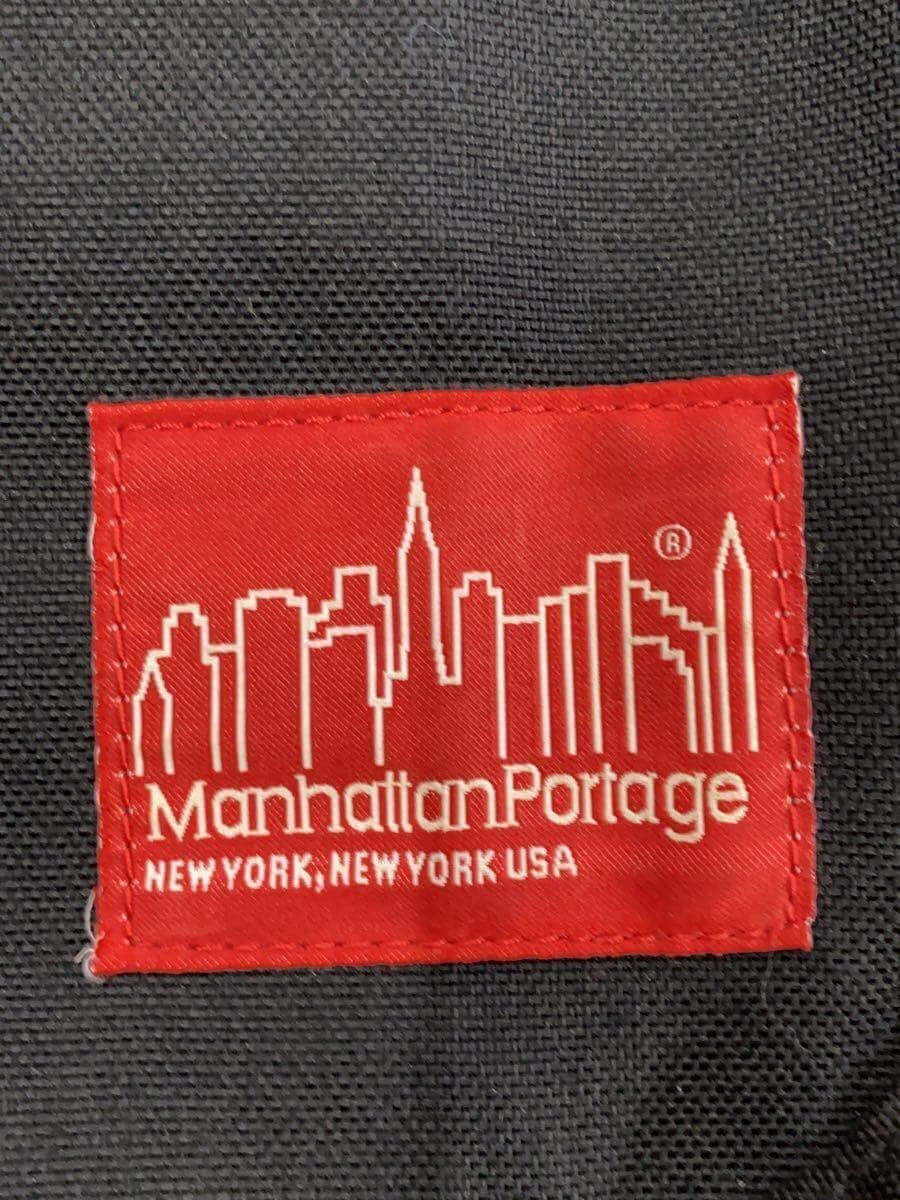 ®
ManhattanPortage
NEW YORK, NEW YORK USA